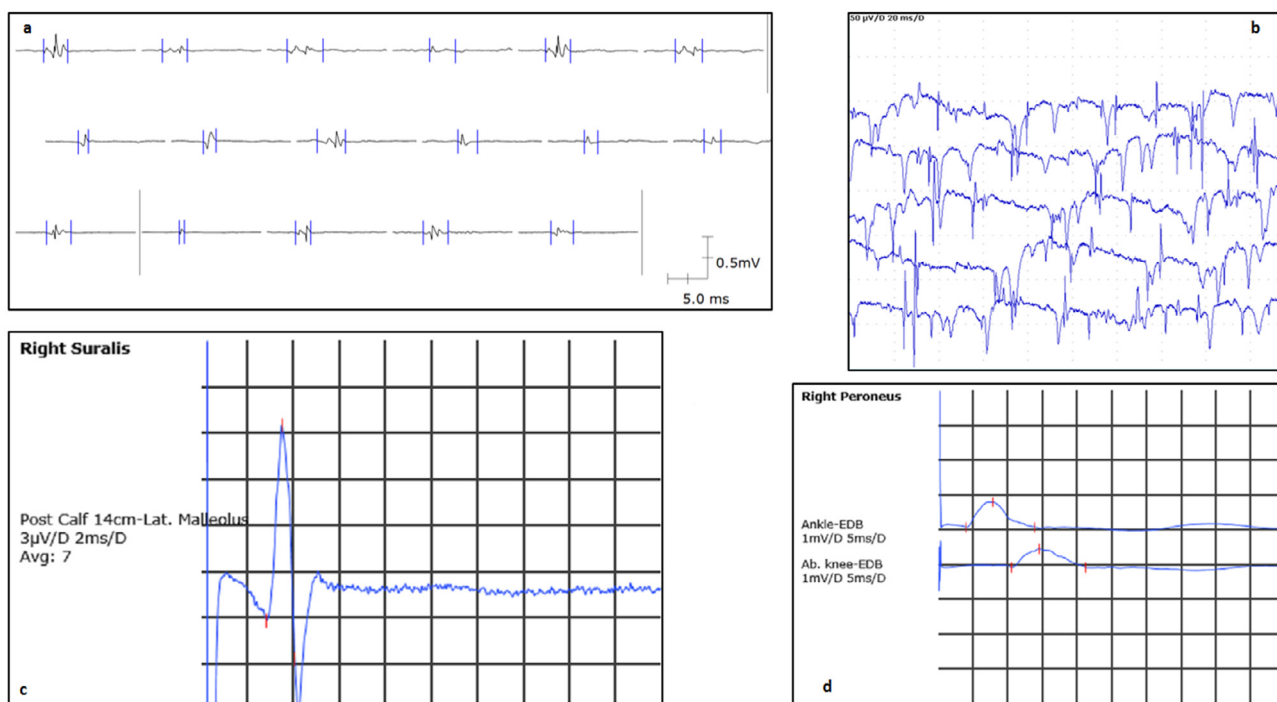 a
0.5mV
5.0 ms
50 µV/D 20 ms/D
b
Right Suralis
Post Calf 14cm-Lat. Malleolus
3µV/D 2ms/D
Avg: 7
c
Right Peroneus
Ankle-EDB
1mV/D 5ms/D
Ab. knee-EDB
1mV/D 5ms/D
d